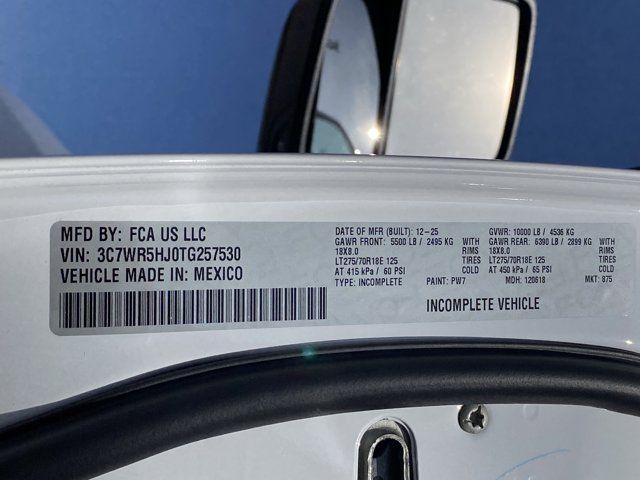 MFD BY: FCA US LLC
VIN: 3C7WR5HJ0TG257530
VEHICLE MADE IN: MEXICO
DATE OF MFR (BUILT): 12-25
GAWR FRONT: 5500 LB / 2495 KG WITH
18X8.0 RIMS
LT275/70R18E 125 TIRES
AT 415 kPa / 60 PSI COLD
TYPE: INCOMPLETE
GVWR: 10000 LB / 4536 KG
GAWR REAR: 6390 LB / 2899 KG WITH
18X8.0 RIMS
LT275/70R18E 125 TIRES
AT 450 kPa / 65 PSI COLD
PAINT: PW7 MDH: 120618 MKT: 875
INCOMPLETE VEHICLE